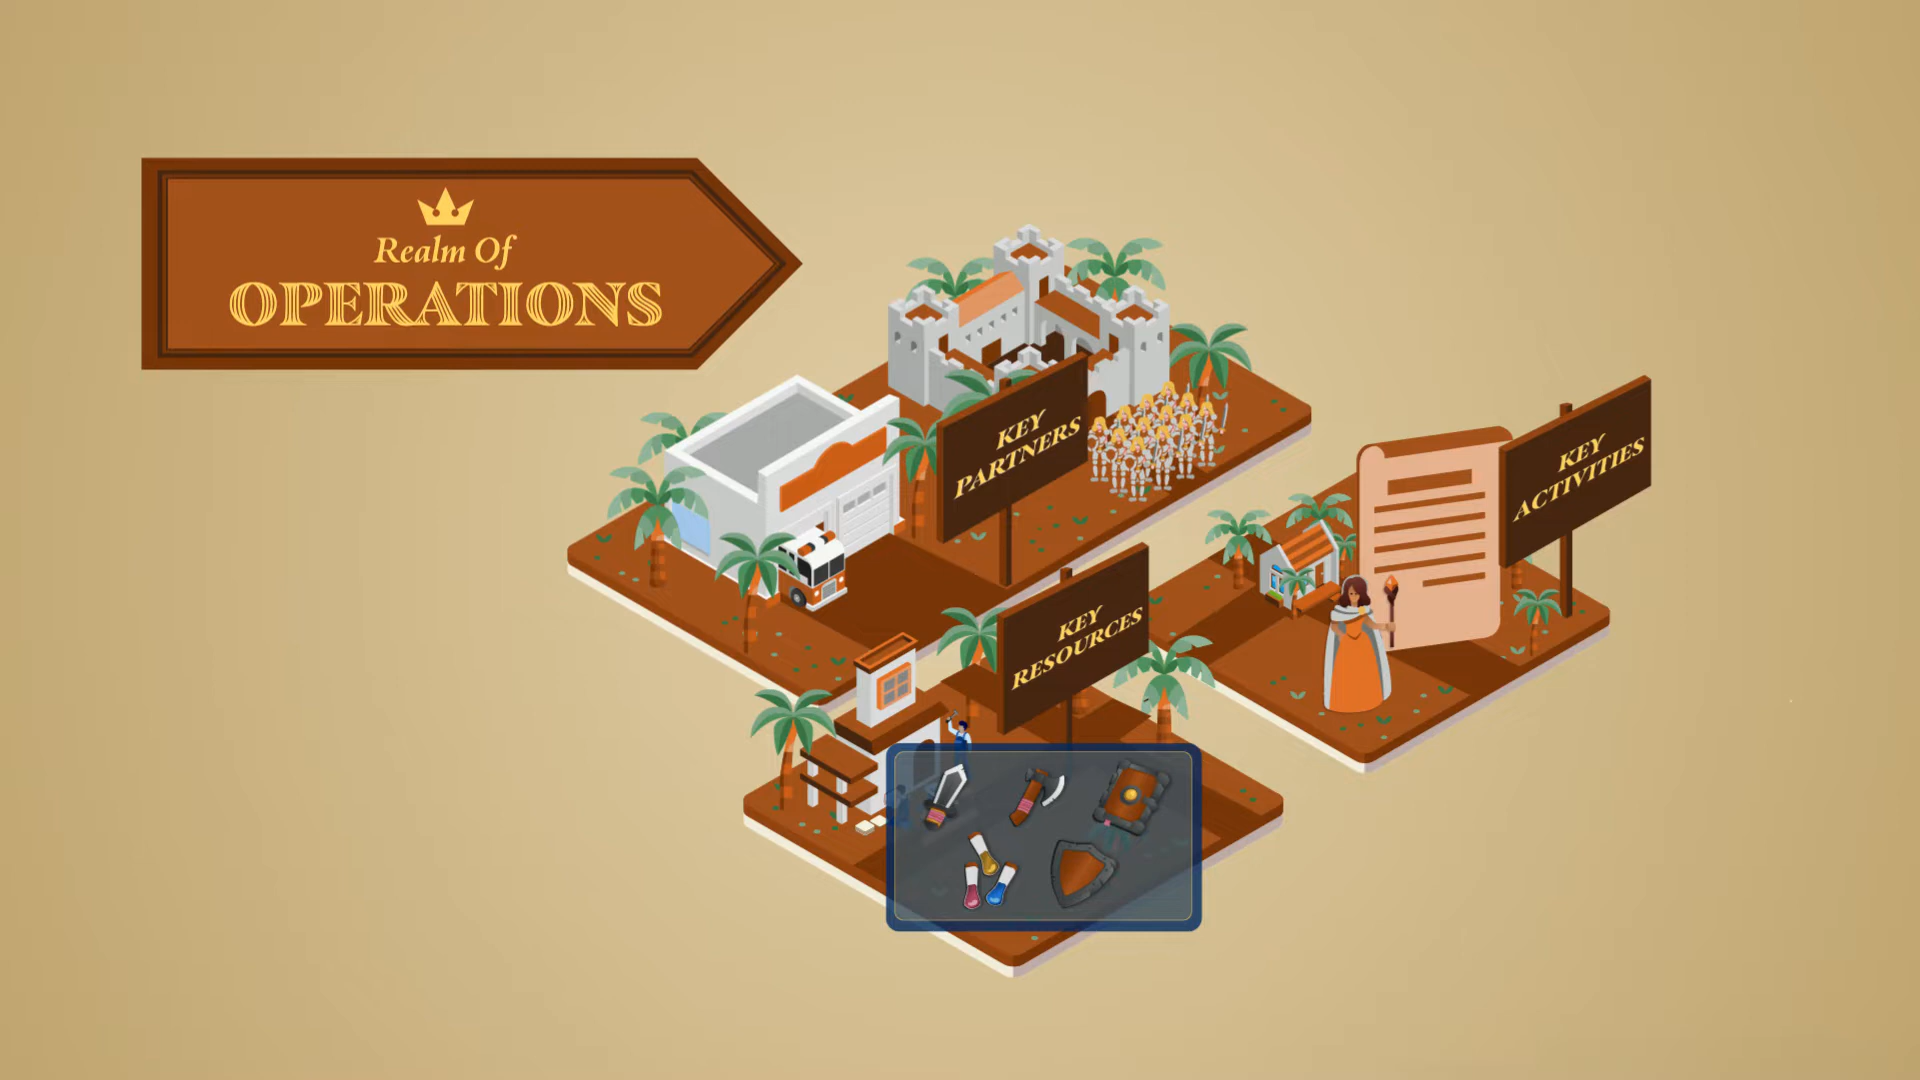 Realm Of
OPERATIONS
KEY
PARTNERS
KEY
ACTIVITIES
KEY
RESOURCES